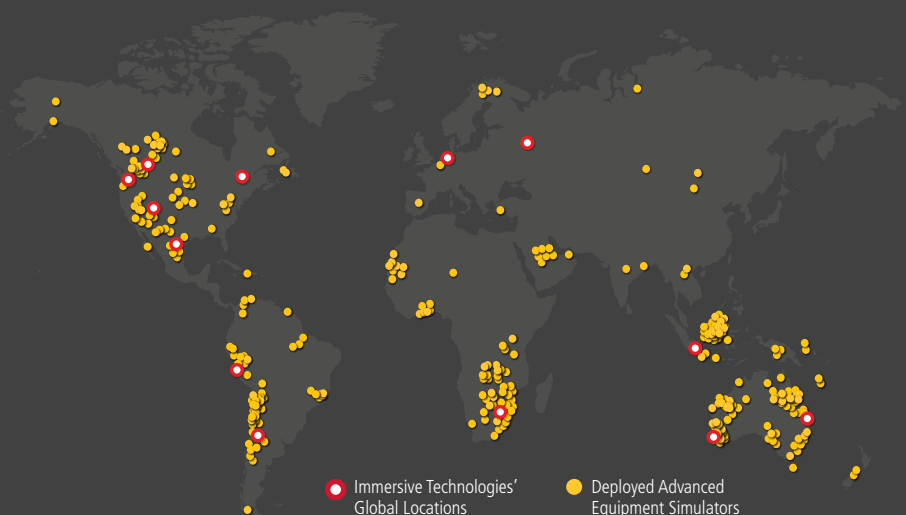 Immersive Technologies’
Global Locations
Deployed Advanced
Equipment Simulators